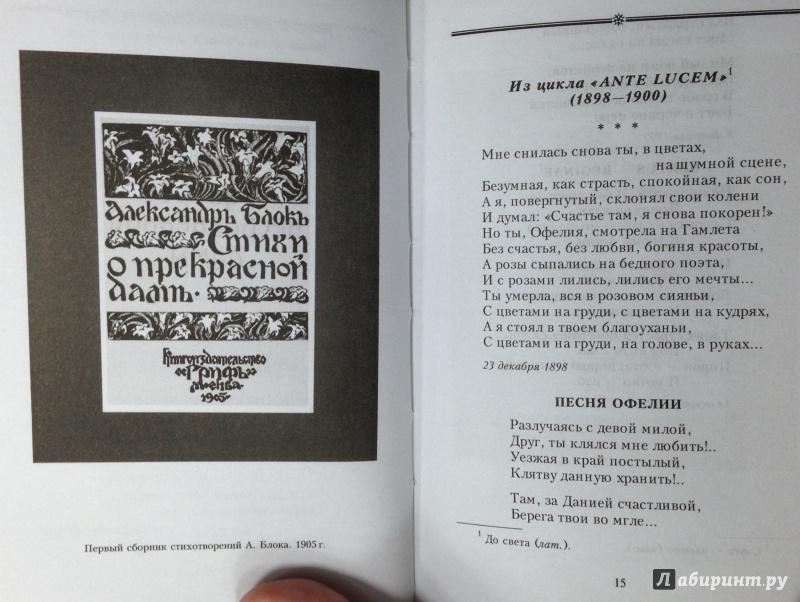 Александръ Блокъ
Стихи
о прекрасной
дамѣ.
Книгоиздательство
«Грифъ»
Москва.
1905г.
Первый сборник стихотворений А. Блока. 1905 г.
Из цикла «ANTE LUCEM»¹
(1898—1900)
* * *
Мне снилась снова ты, в цветах,
на шумной сцене,
Безумная, как страсть, спокойная, как сон,
А я, повергнутый, склонял свои колени
И думал: «Счастье там, я снова покорен!»
Но ты, Офелия, смотрела на Гамлета
Без счастья, без любви, богиня красоты,
А розы сыпались на бедного поэта,
И с розами лились, лились его мечты...
Ты умерла, вся в розовом сияньи,
С цветами на груди, с цветами на кудрях,
А я стоял в твоем благоуханьи,
С цветами на груди, на голове, в руках...
23 декабря 1898
ПЕСНЯ ОФЕЛИИ
Разлучаясь с девой милой,
Друг, ты клялся мне любить!..
Уезжая в край постылый,
Клятву данную хранить!..
Там, за Данией счастливой,
Берега твои во мгле...
¹ До света (лат.).
15
Лабиринт.ру